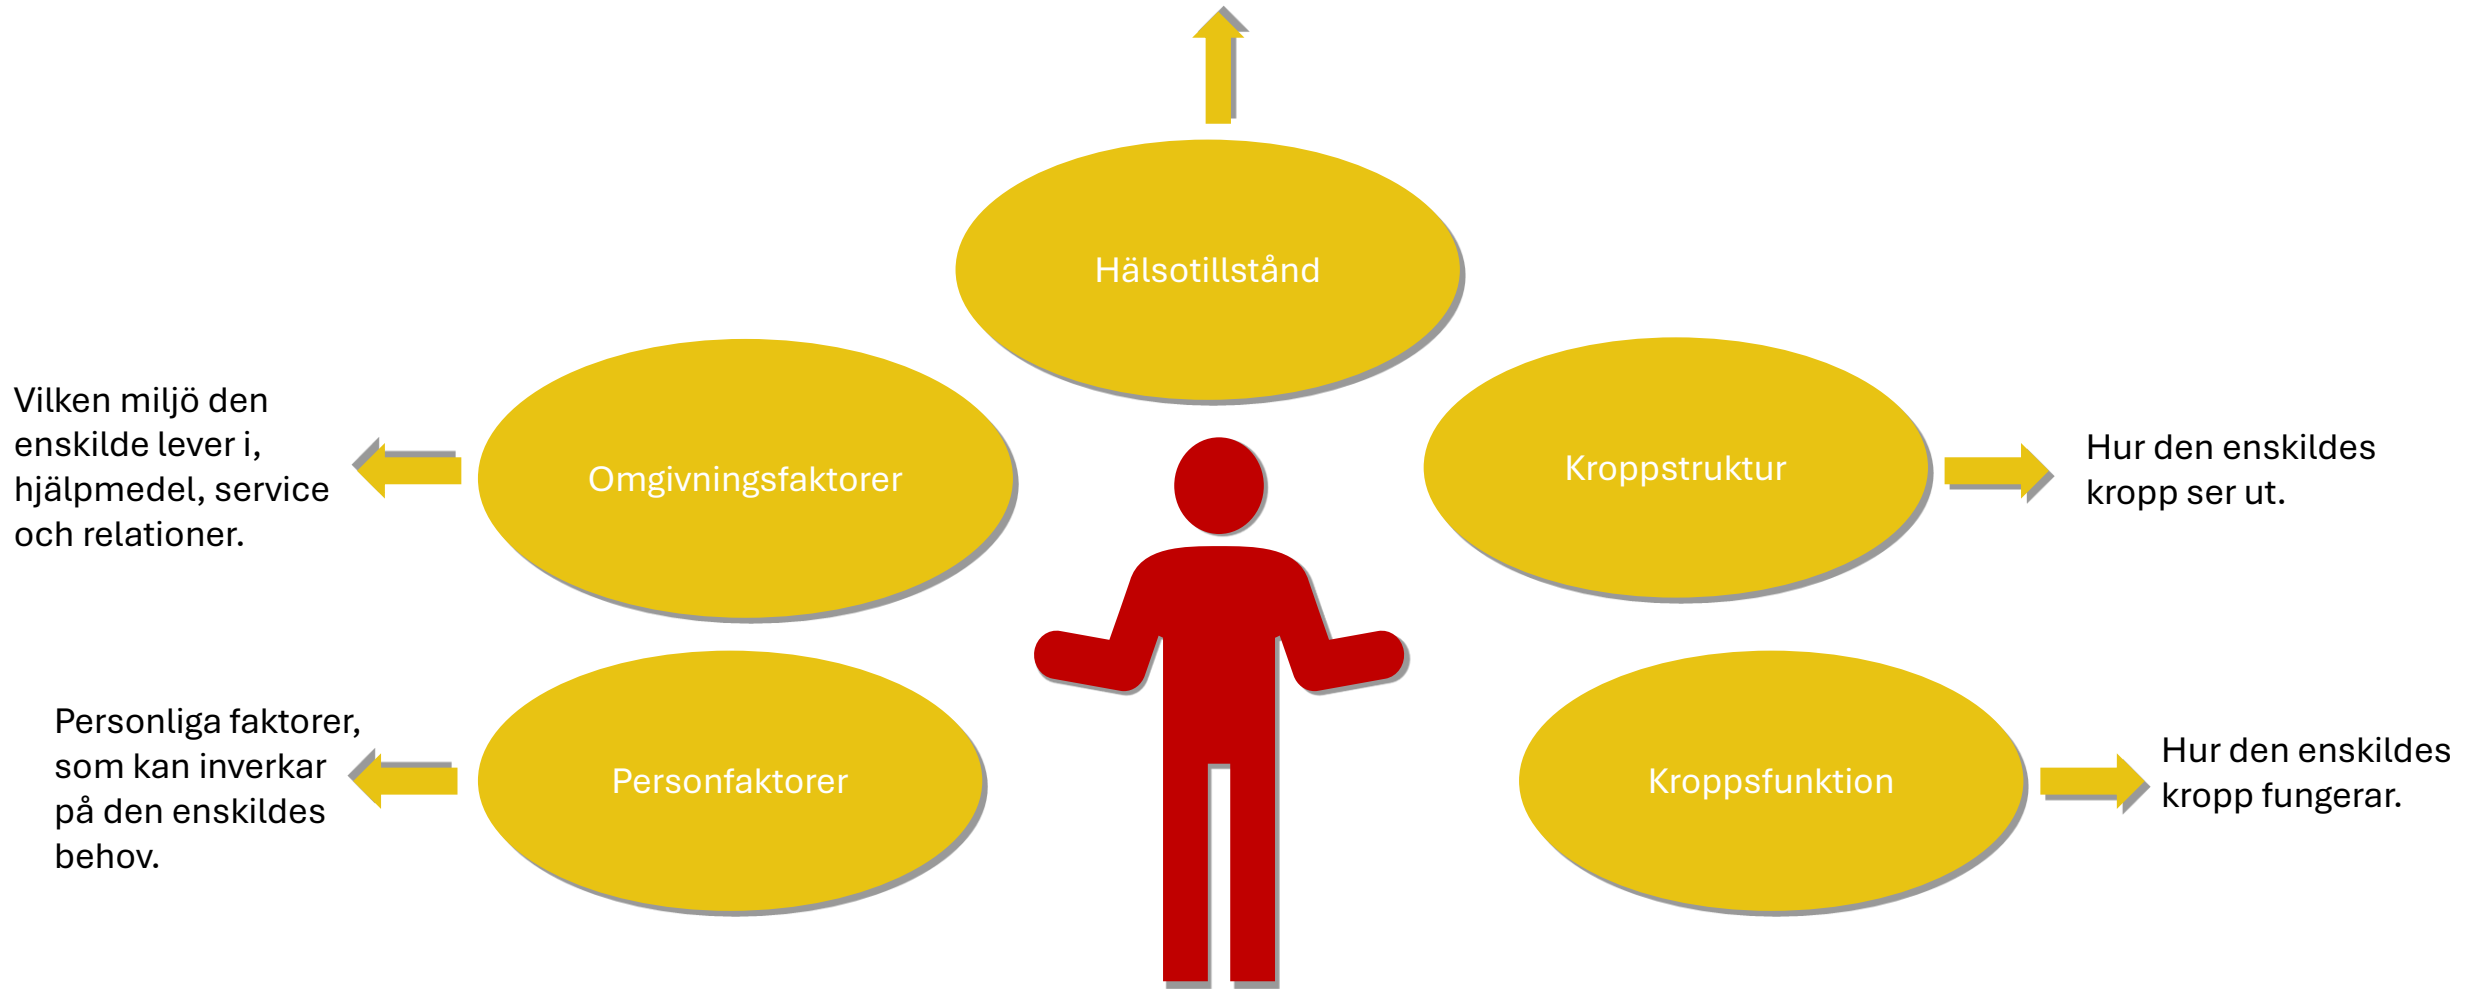 Hälsotillstånd
Vilken miljö den
enskilde lever i,
hjälpmedel, service
och relationer.
Omgivningsfaktorer
Kroppstruktur
Hur den enskildes
kropp ser ut.
Personliga faktorer,
som kan inverkar
på den enskildes
behov.
Personfaktorer
Kroppsfunktion
Hur den enskildes
kropp fungerar.